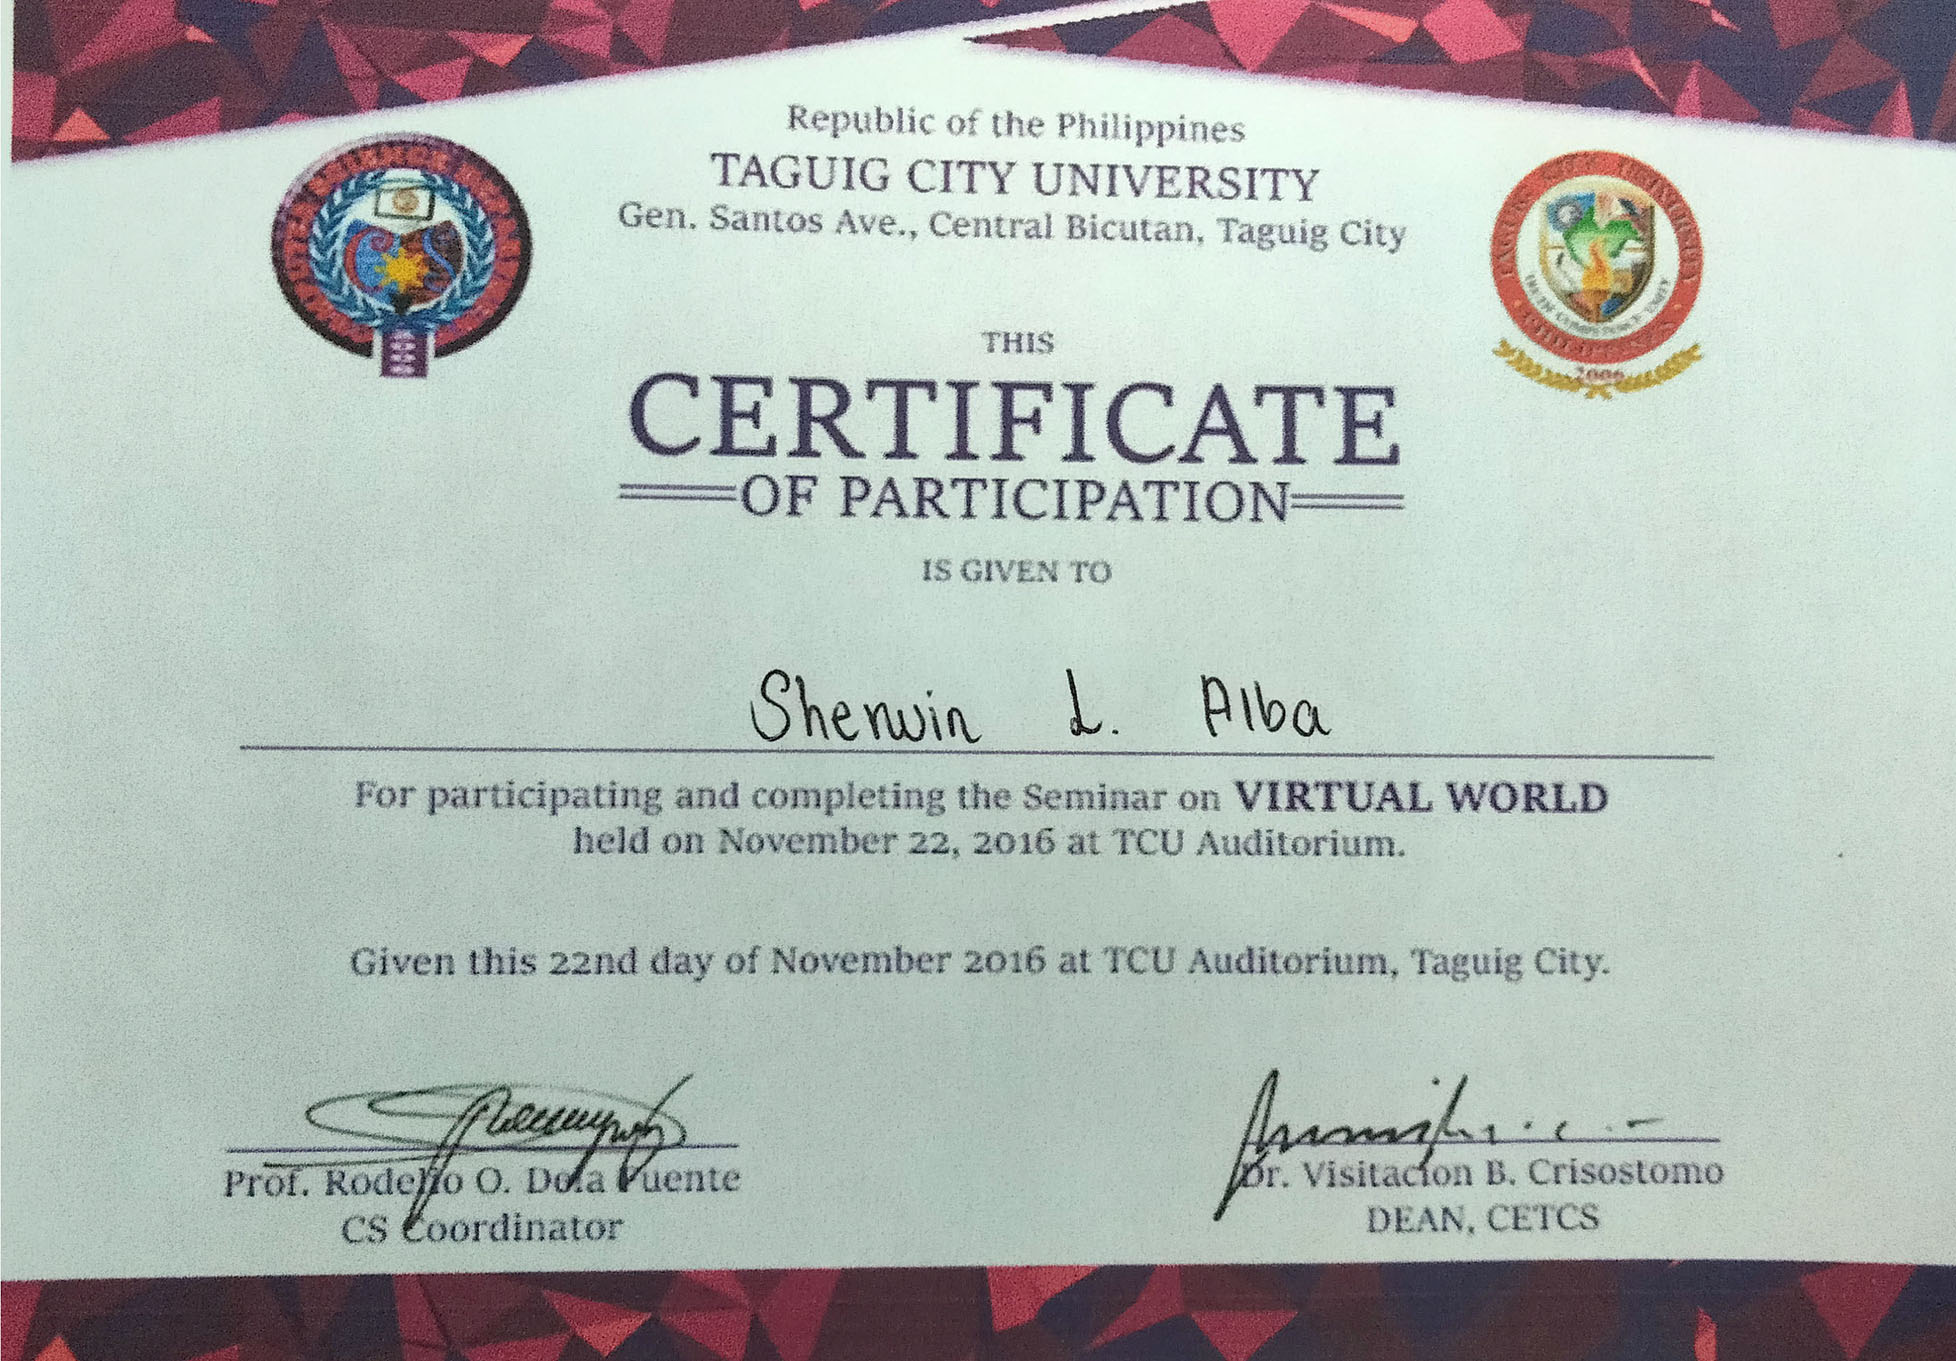 Republic of the Philippines
TAGUIG CITY UNIVERSITY
Gen. Santos Ave., Central Bicutan, Taguig City
2006
THIS
CERTIFICATE
OF PARTICIPATION
IS GIVEN TO
Sherwin L. Alba
For participating and completing the Seminar on VIRTUAL WORLD
held on November 22, 2016 at TCU Auditorium.
Given this 22nd day of November 2016 at TCU Auditorium, Taguig City.
Prof. Rodelio O. Dela Puente
CS Coordinator
Dr. Visitacion B. Crisostomo
DEAN, CETCS